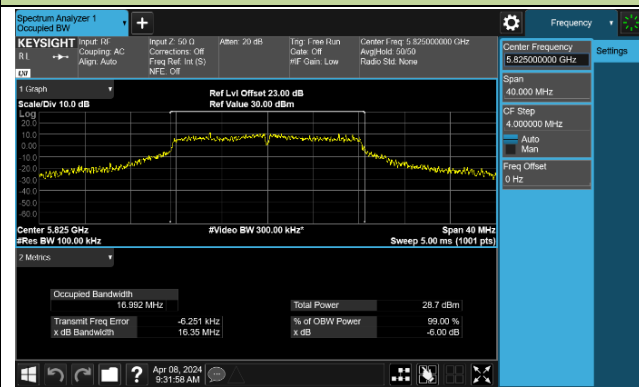 Spectrum Analyzer 1
Occupied BW
+
Frequency
KEYSIGHT
RL
Input: RF
Coupling: AC
Align: Auto
Input Z: 50 Ω
Corrections: Off
Freq Ref: Int (S)
NFE: Off
Atten: 20 dB
Trig: Free Run
Gate: Off
#IF Gain: Low
Center Freq: 5.825000000 GHz
Avg|Hold: 50/50
Radio Std: None
Center Frequency
5.825000000 GHz
Settings
Span
40.000 MHz
CF Step
4.000000 MHz
Auto
Man
Freq Offset
0 Hz
1 Graph
Scale/Div 10.0 dB
Ref Lvl Offset 23.00 dB
Ref Value 30.00 dBm
Log
20.0
10.0
0.00
-10.0
-20.0
-30.0
-40.0
-50.0
-60.0
Center 5.825 GHz
#Res BW 100.00 kHz
#Video BW 300.00 kHz*
Span 40 MHz
Sweep 5.00 ms (1001 pts)
2 Metrics
Occupied Bandwidth
16.992 MHz
Total Power 28.7 dBm
Transmit Freq Error -6.251 kHz
% of OBW Power 99.00 %
x dB Bandwidth 16.35 MHz
x dB -6.00 dB
?
Apr 08, 2024
9:31:58 AM